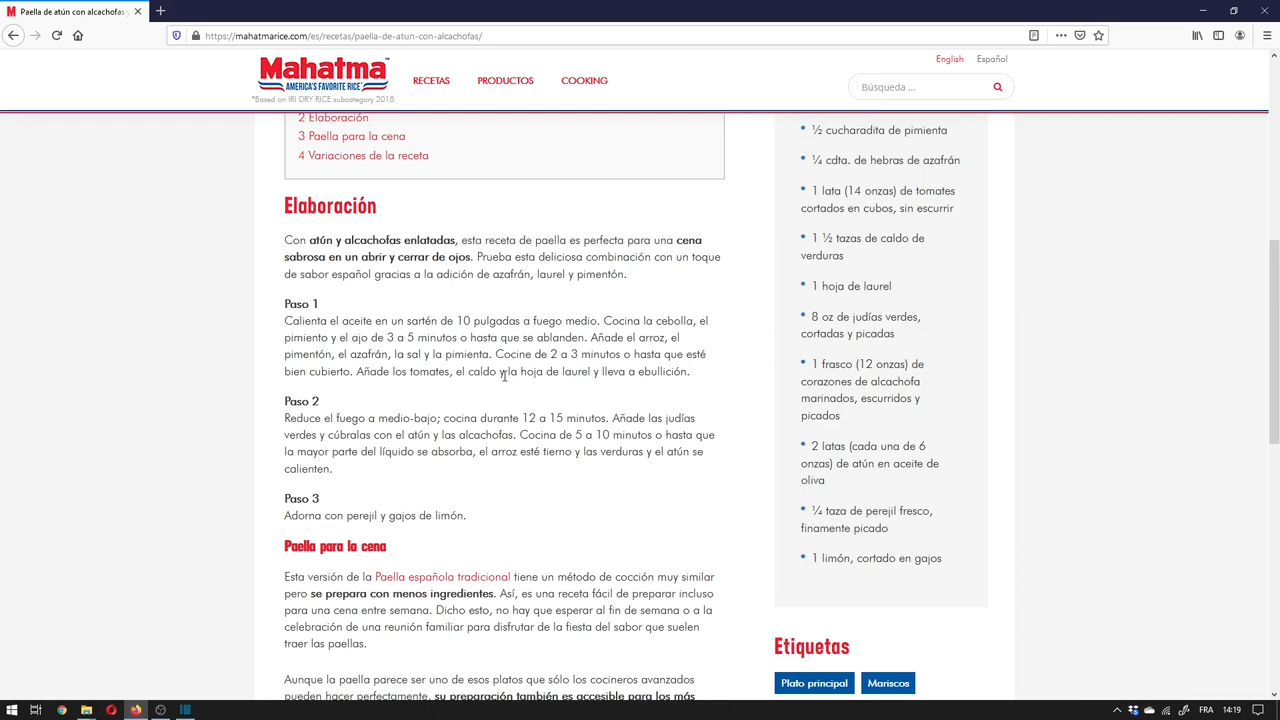 Paella de atún con alcachofas y
https://mahatmarice.com/es/recetas/paella-de-atun-con-alcachofas/
Mahatma
AMERICA'S FAVORITE RICE
*Based on IRI DRY RICE subcategory 2018
RECETAS
PRODUCTOS
COOKING
English
Español
Búsqueda ...
2 Elaboración
3 Paella para la cena
4 Variaciones de la receta
Elaboración
Con atún y alcachofas enlatadas, esta receta de paella es perfecta para una cena
sabrosa en un abrir y cerrar de ojos. Prueba esta deliciosa combinación con un toque
de sabor español gracias a la adición de azafrán, laurel y pimentón.
Paso 1
Calienta el aceite en un sartén de 10 pulgadas a fuego medio. Cocina la cebolla, el
pimiento y el ajo de 3 a 5 minutos o hasta que se ablanden. Añade el arroz, el
pimentón, el azafrán, la sal y la pimienta. Cocine de 2 a 3 minutos o hasta que esté
bien cubierto. Añade los tomates, el caldo y la hoja de laurel y lleva a ebullición.
Paso 2
Reduce el fuego a medio-bajo; cocina durante 12 a 15 minutos. Añade las judías
verdes y cúbralas con el atún y las alcachofas. Cocina de 5 a 10 minutos o hasta que
la mayor parte del líquido se absorba, el arroz esté tierno y las verduras y el atún se
calienten.
Paso 3
Adorna con perejil y gajos de limón.
Paella para la cena
Esta versión de la Paella española tradicional tiene un método de cocción muy similar
pero se prepara con menos ingredientes. Así, es una receta fácil de preparar incluso
para una cena entre semana. Dicho esto, no hay que esperar al fin de semana o a la
celebración de una reunión familiar para disfrutar de la fiesta del sabor que suelen
traer las paellas.
Aunque la paella parece ser uno de esos platos que sólo los cocineros avanzados
pueden hacer perfectamente, su preparación también es accesible para los más
½ cucharadita de pimienta
¼ cdta. de hebras de azafrán
1 lata (14 onzas) de tomates
cortados en cubos, sin escurrir
1 ½ tazas de caldo de
verduras
1 hoja de laurel
8 oz de judías verdes,
cortadas y picadas
1 frasco (12 onzas) de
corazones de alcachofa
marinados, escurridos y
picados
2 latas (cada una de 6
onzas) de atún en aceite de
oliva
¼ taza de perejil fresco,
finamente picado
1 limón, cortado en gajos
Etiquetas
Plato principal
Mariscos
FRA
14:19